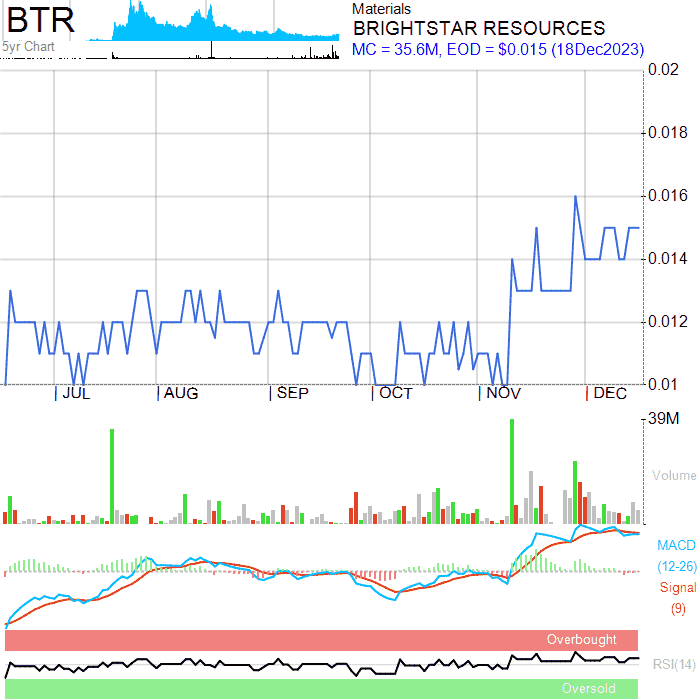 BTR
5yr Chart
Materials
BRIGHTSTAR RESOURCES
MC = 35.6M, EOD = $0.015 (18Dec2023)
0.02
0.018
0.016
0.014
0.012
0.01
JUL AUG SEP OCT NOV DEC
39M
Volume
MACD
(12-26)
Signal
(9)
Overbought
RSI(14)
Oversold